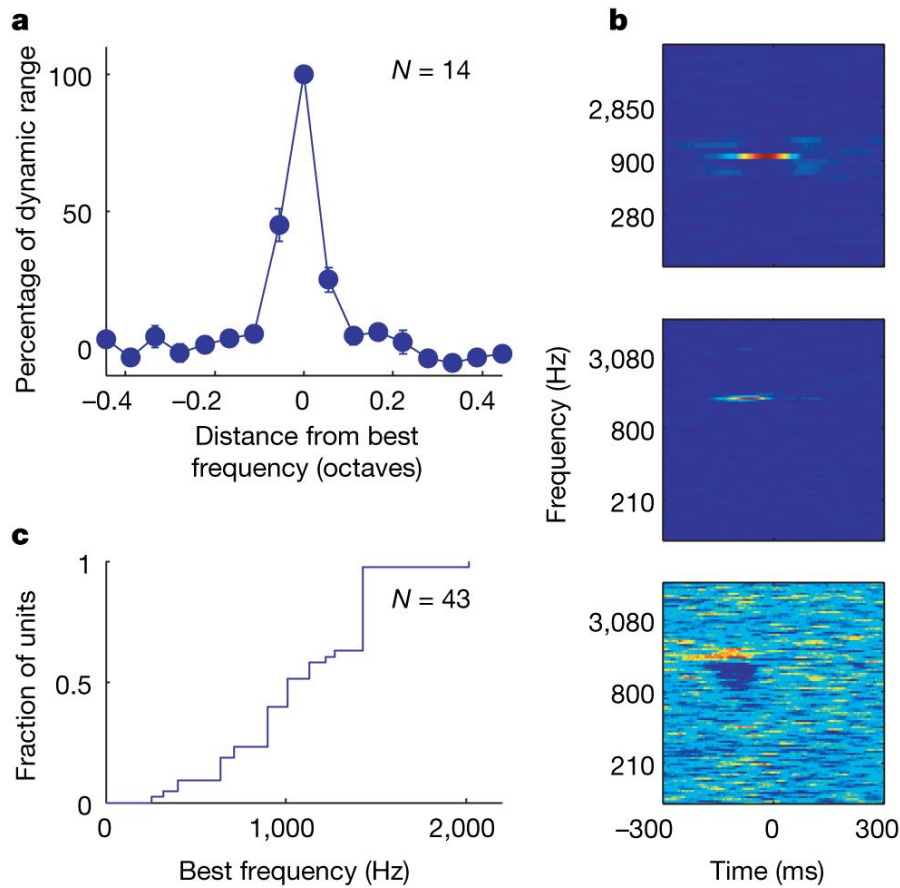 a
Percentage of dynamic range
100
50
0
N = 14
−0.4
−0.2
0
0.2
0.4
Distance from best
frequency (octaves)
b
Frequency (Hz)
2,850
900
280
3,080
800
210
3,080
800
210
−300
0
300
Time (ms)
c
Fraction of units
1
0.5
0
N = 43
0
1,000
2,000
Best frequency (Hz)